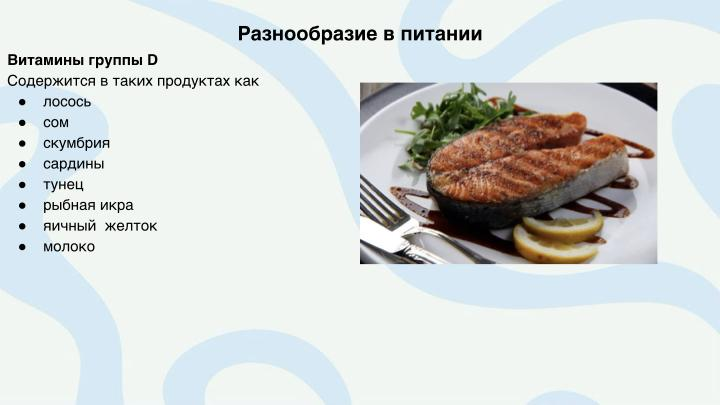 Разнообразие в питании
Витамины группы D
Содержится в таких продуктах как
● лосось
● сом
● скумбрия
● сардины
● тунец
● рыбная икра
● яичный  желток
● молоко